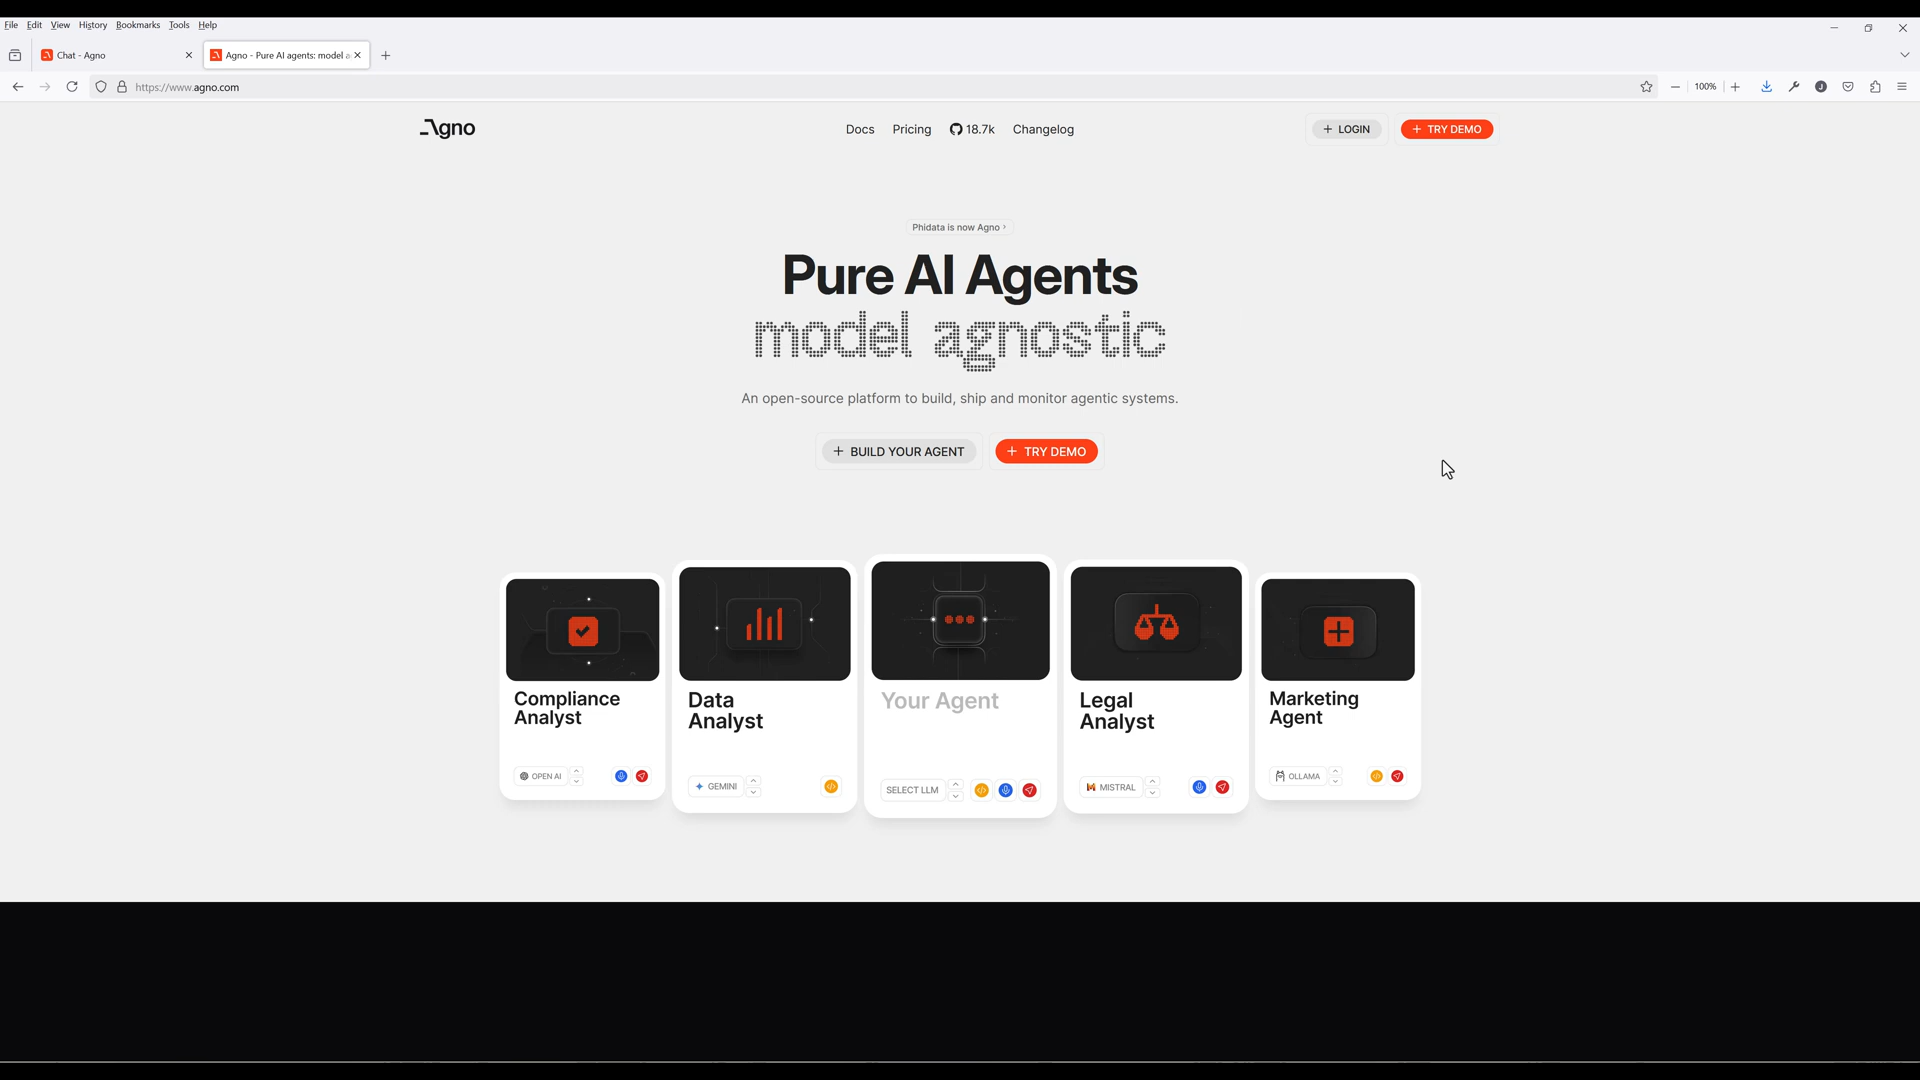 File Edit View History Bookmarks Tools Help
Chat - Agno
Agno - Pure AI agents: model a
https://www.agno.com
100%
Agno
Docs Pricing 18.7k Changelog
+ LOGIN
+ TRY DEMO
Phidata is now Agno ›
Pure AI Agents
model agnostic
An open-source platform to build, ship and monitor agentic systems.
+ BUILD YOUR AGENT
+ TRY DEMO
Compliance
Analyst
OPEN AI
Data
Analyst
GEMINI
Your Agent
SELECT LLM
Legal
Analyst
MISTRAL
Marketing
Agent
OLLAMA